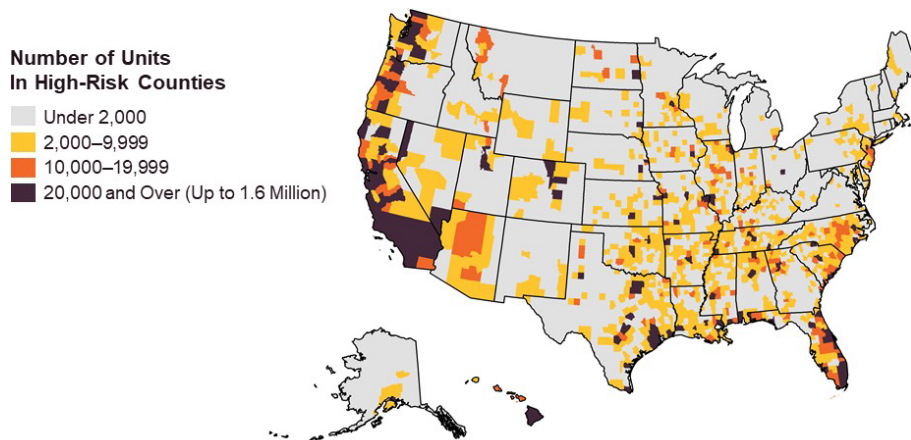 Number of Units
In High-Risk Counties
Under 2,000
2,000–9,999
10,000–19,999
20,000 and Over (Up to 1.6 Million)